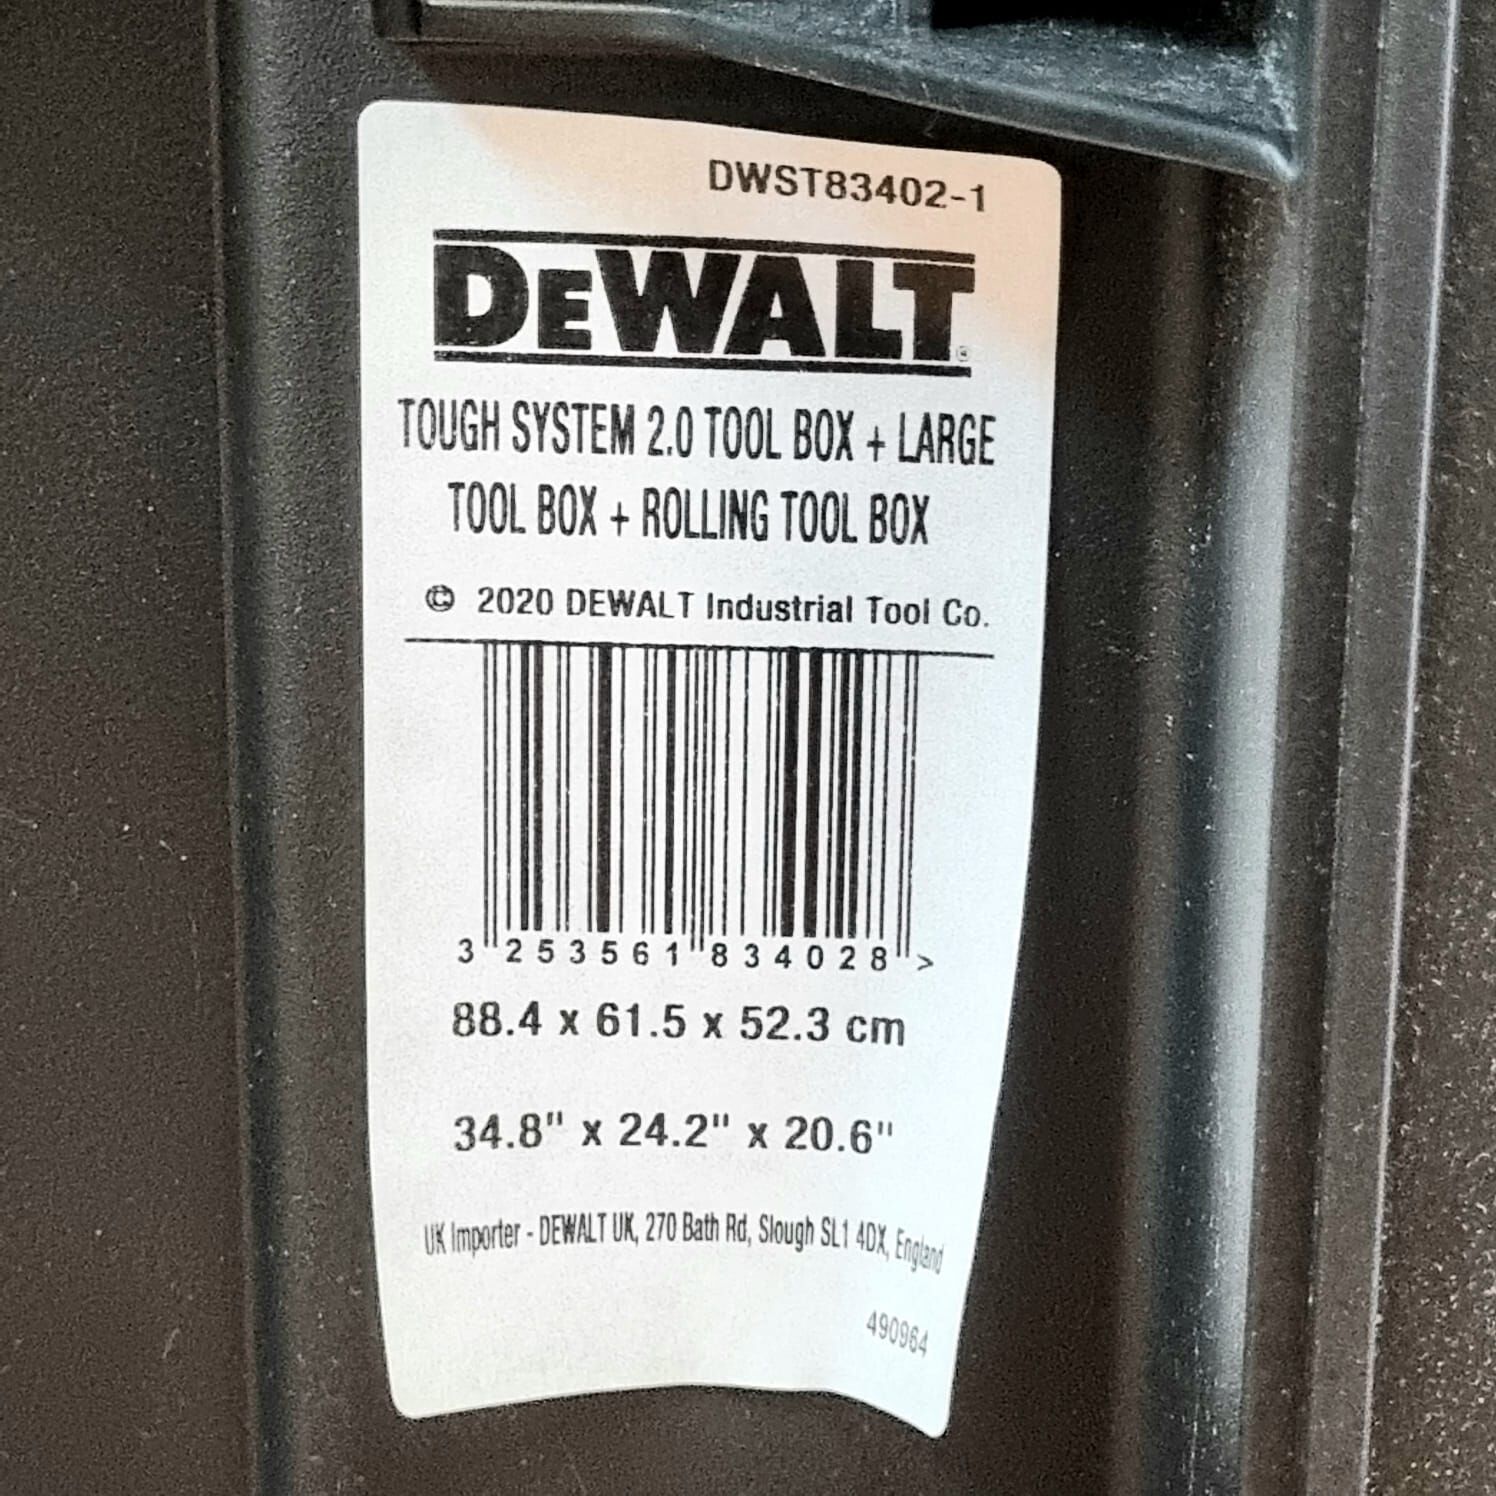 DWST83402-1
DEWALT®
TOUGH SYSTEM 2.0 TOOL BOX + LARGE
TOOL BOX + ROLLING TOOL BOX
© 2020 DEWALT Industrial Tool Co.
3 253561 834028 >
88.4 x 61.5 x 52.3 cm
34.8" x 24.2" x 20.6"
UK Importer - DEWALT UK, 270 Bath Rd, Slough SL1 4DX, England
490964